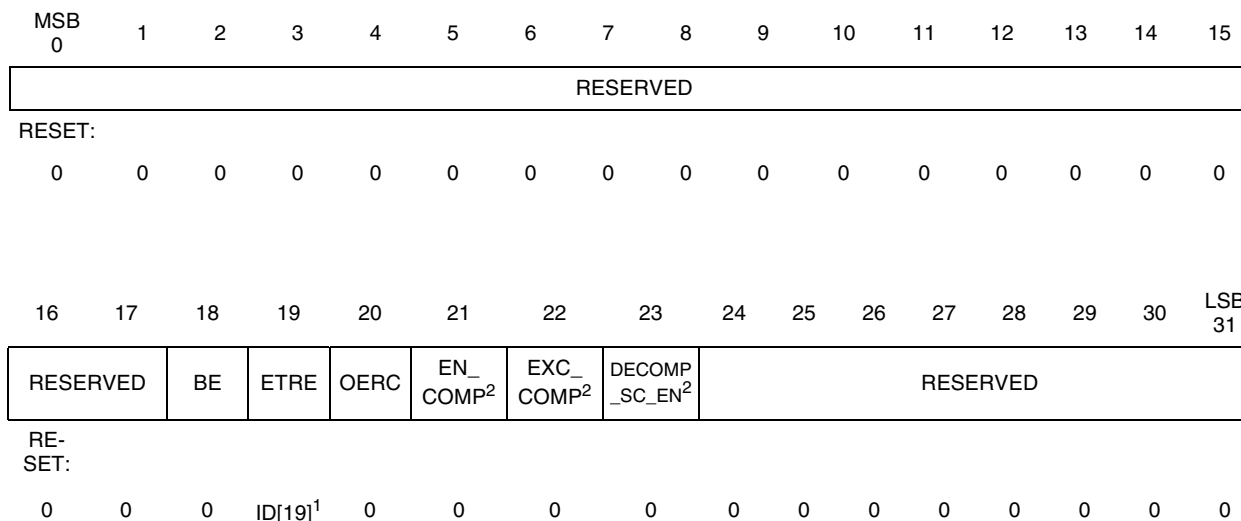 MSB
0 1 2 3 4 5 6 7 8 9 10 11 12 13 14 15
RESERVED
RESET:
0 0 0 0 0 0 0 0 0 0 0 0 0 0 0 0
16 17 18 19 20 21 22 23 24 25 26 27 28 29 30 LSB
31
RESERVED BE ETRE OERC EN_
COMP2 EXC_
COMP2 DECOMP
_SC_EN2 RESERVED
RE-
SET:
0 0 0 ID[19]1 0 0 0 0 0 0 0 0 0 0 0 0